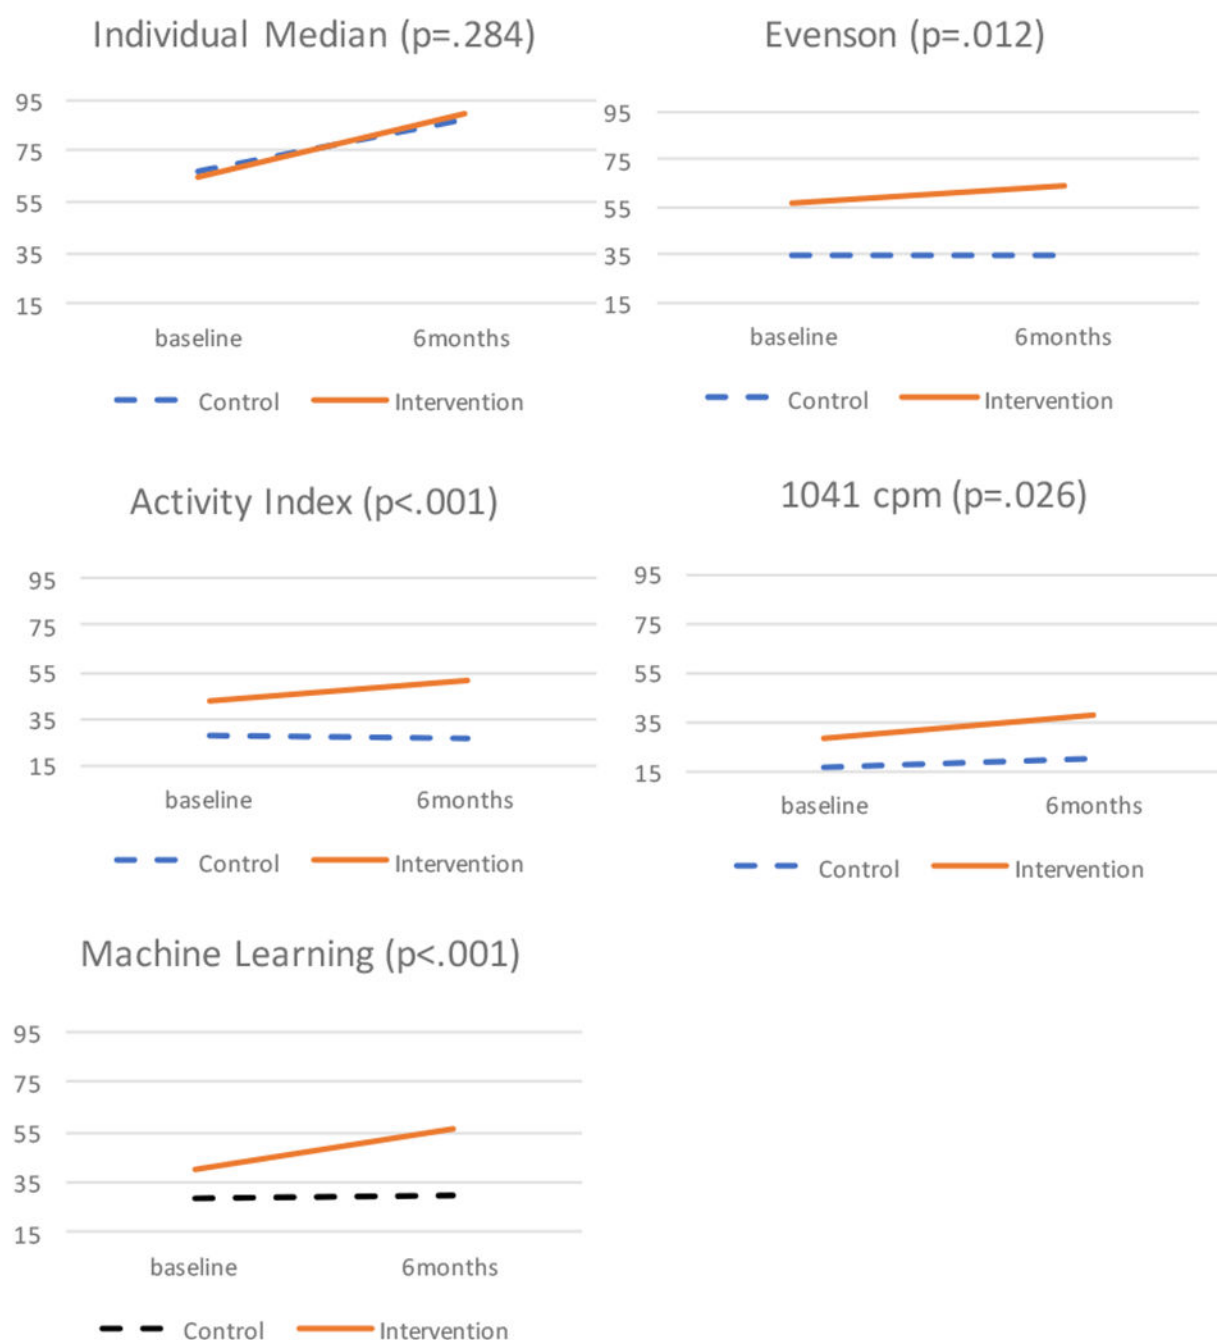 Individual Median (p=.284)
95
75
55
35
15
baseline 6months
Control Intervention
Evenson (p=.012)
95
75
55
35
15
baseline 6months
Control Intervention
Activity Index (p<.001)
95
75
55
35
15
baseline 6months
Control Intervention
1041 cpm (p=.026)
95
75
55
35
15
baseline 6months
Control Intervention
Machine Learning (p<.001)
95
75
55
35
15
baseline 6months
Control Intervention